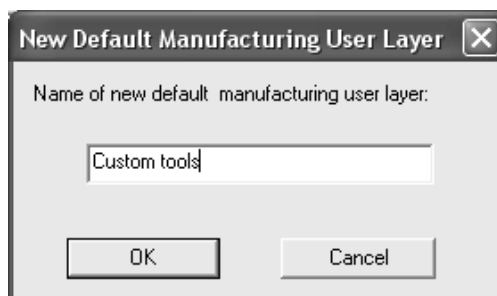 New Default Manufacturing User Layer
Name of new default manufacturing user layer:
Custom tools
OK Cancel